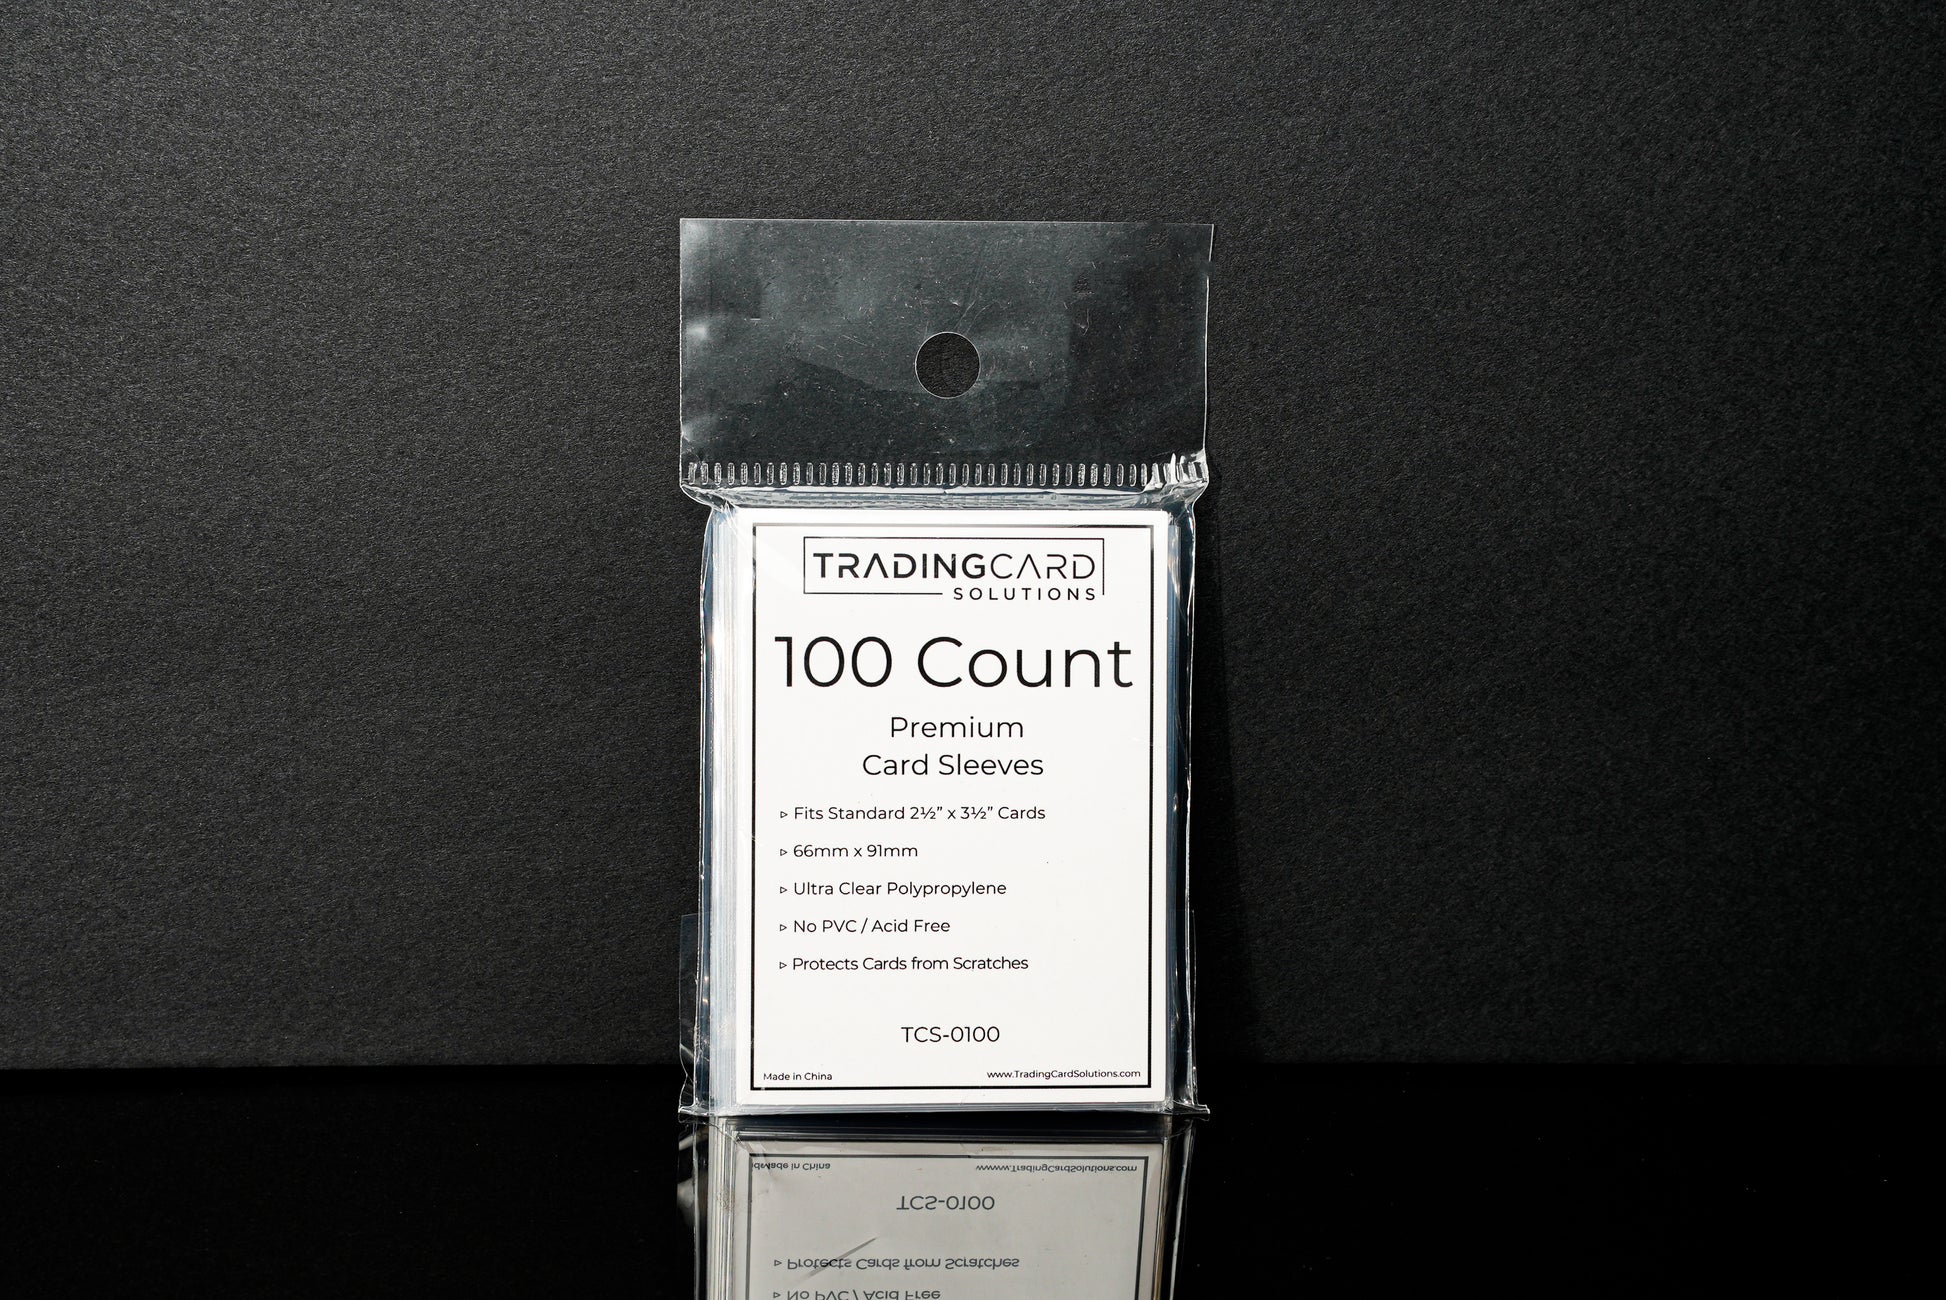 TRADINGCARD
SOLUTIONS
100 Count
Premium
Card Sleeves
▹ Fits Standard 2½” x 3½” Cards
▹ 66mm x 91mm
▹ Ultra Clear Polypropylene
▹ No PVC / Acid Free
▹ Protects Cards from Scratches
TCS-0100
Made in China www.TradingCardSolutions.com